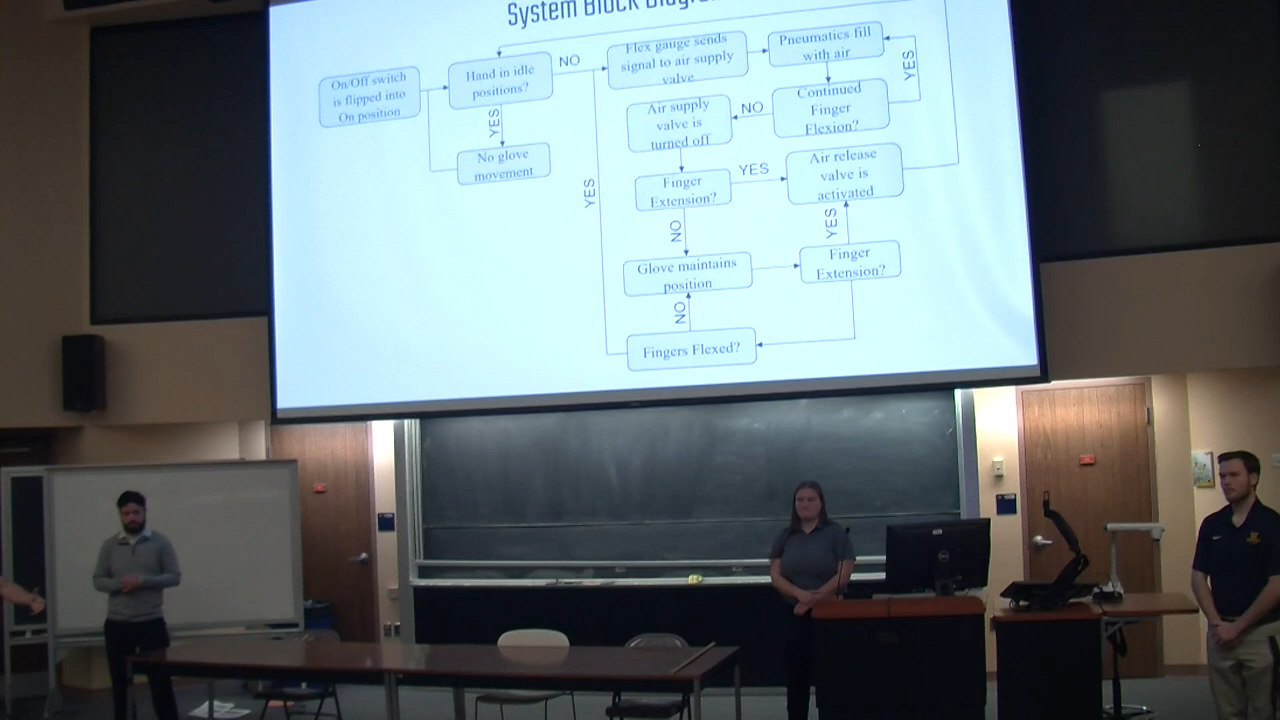 System Block
On/Off switch
is flipped into
On position
Hand in idle
positions?
NO
YES
No glove
movement
Flex gauge sends
signal to air supply
valve
Pneumatics fill
with air
YES
Continued
Finger
Flexion?
NO
Air supply
valve is
turned off
Finger
Extension?
YES
Air release
valve is
activated
NO
YES
YES
Glove maintains
position
Finger
Extension?
NO
Fingers Flexed?